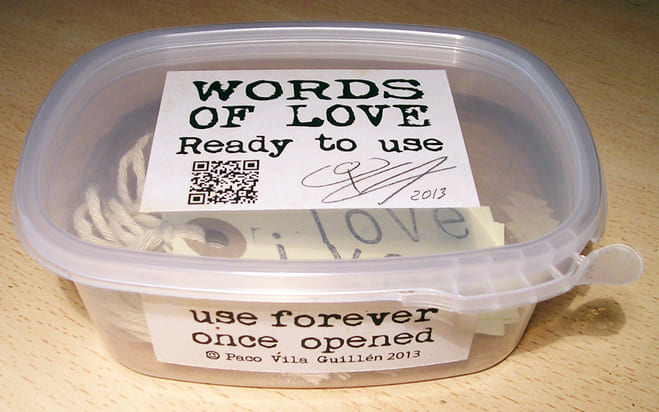 WORDS
OF LOVE
Ready to use
2013
i love
use forever
once opened
© Paco Vila Guillén 2013